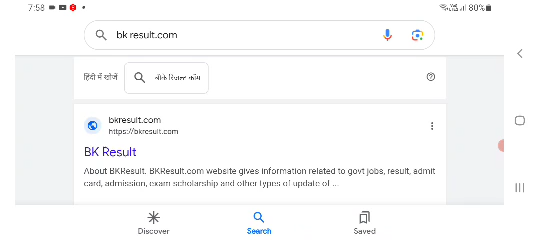 7:58
80%
bk result.com
हिंदी में खोजें
बीके रिजल्ट कॉम
bkresult.com
https://bkresult.com
BK Result
About BKResult. BKResult.com website gives information related to govt jobs, result, admit
card, admission, exam scholarship and other types of update of ...
Discover
Search
Saved